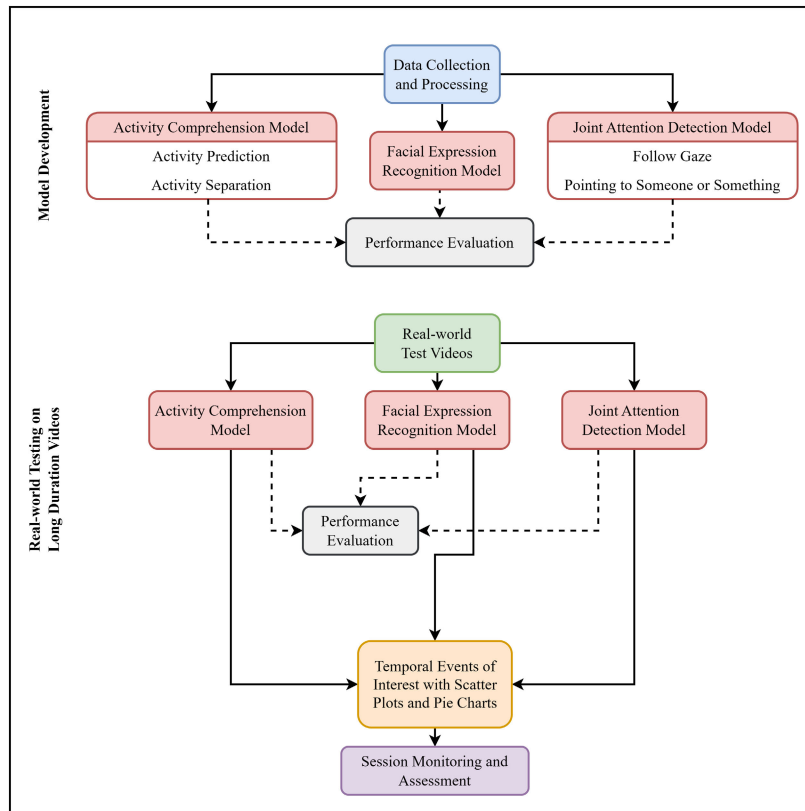 Model Development
Data Collection
and Processing
Activity Comprehension Model
Activity Prediction
Activity Separation
Facial Expression
Recognition Model
Joint Attention Detection Model
Follow Gaze
Pointing to Someone or Something
Performance Evaluation
Real-world Testing on
Long Duration Videos
Real-world
Test Videos
Activity Comprehension
Model
Facial Expression
Recognition Model
Joint Attention
Detection Model
Performance
Evaluation
Temporal Events of
Interest with Scatter
Plots and Pie Charts
Session Monitoring and
Assessment